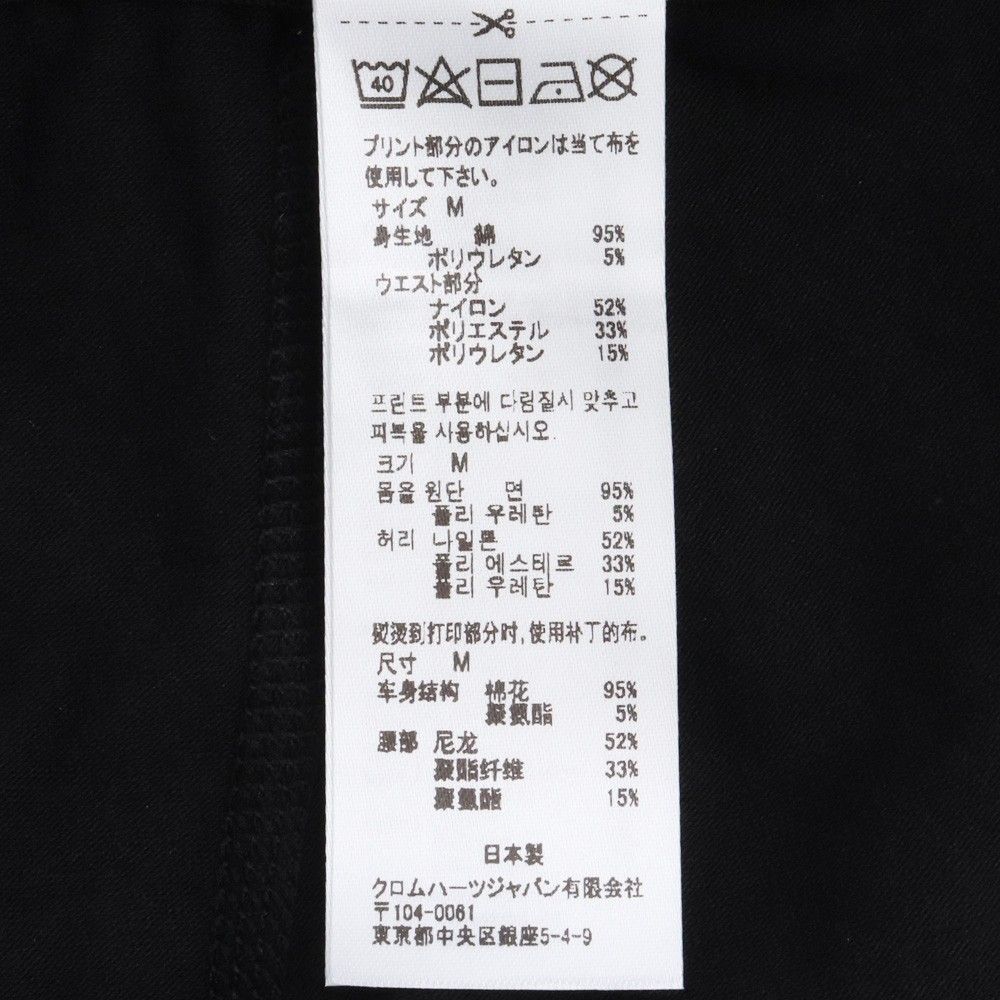 40
プリント部分のアイロンは当て布を
使用して下さい。
サイズ M
身生地 綿 95%
ポリウレタン 5%
ウエスト部分
ナイロン 52%
ポリエステル 33%
ポリウレタン 15%
프린트 부분에 다림질시 맞추고
피복을 사용하십시오.
크기 M
몸을 원단 면 95%
폴리 우레탄 5%
허리 나일론 52%
폴리 에스테르 33%
폴리 우레탄 15%
熨烫到打印部分时,使用补丁的布。
尺寸 M
车身结构 棉花 95%
聚氨酯 5%
腰部 尼龙 52%
聚酯纤维 33%
聚氨酯 15%
日本製
クロムハーツジャパン有限会社
〒104-0061
東京都中央区銀座5-4-9